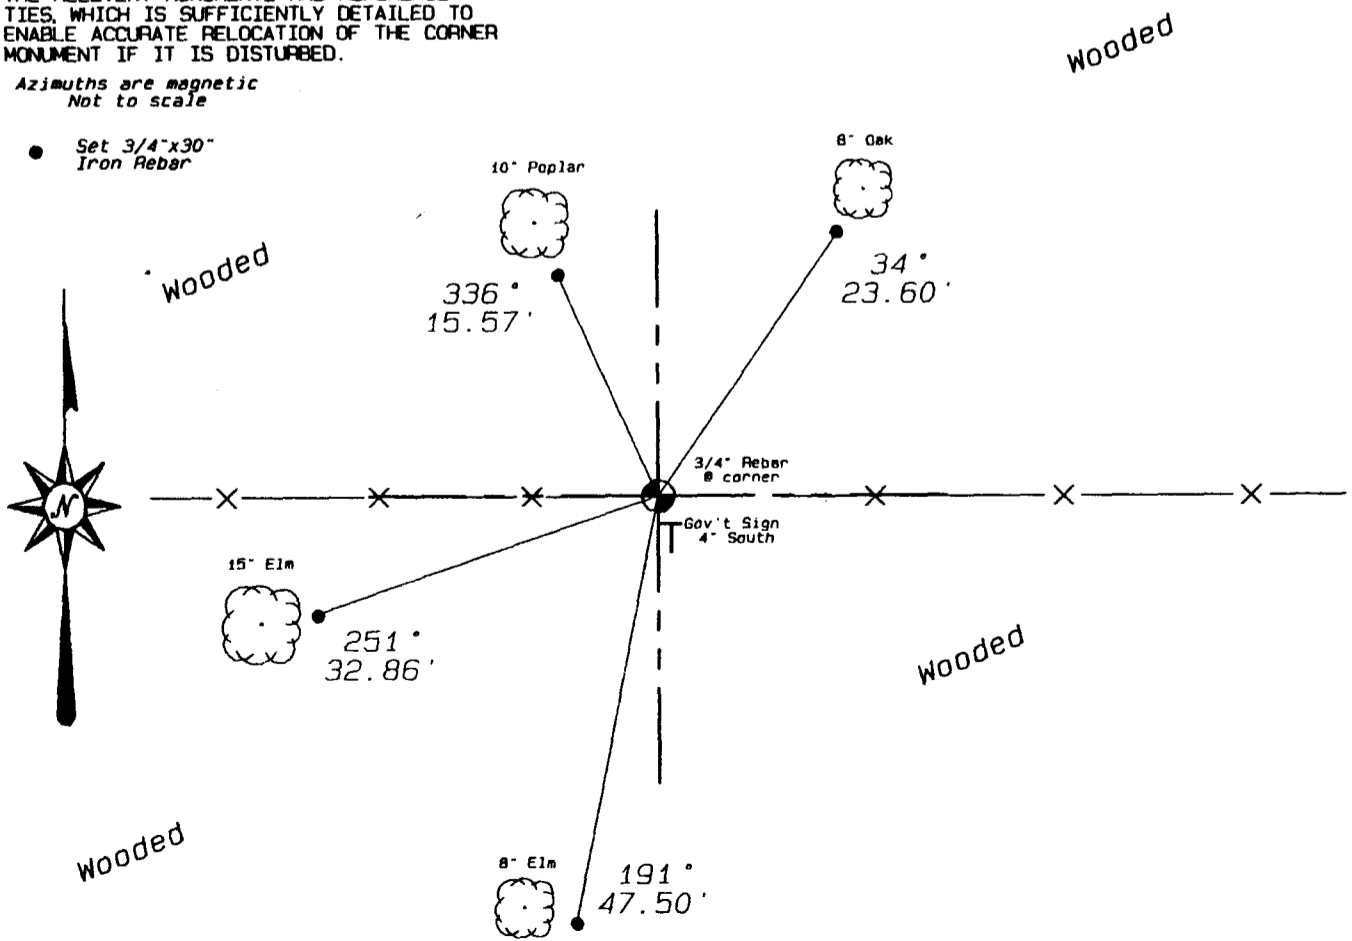 TIES, WHICH IS SUFFICIENTLY DETAILED TO
ENABLE ACCURATE RELOCATION OF THE CORNER
MONUMENT IF IT IS DISTURBED.
Azimuths are magnetic
Not to scale
Set 3/4"x30"
Iron Rebar
Wooded
8" Oak
10" Poplar
34°
23.60'
Wooded
336°
15.57'
3/4" Rebar
@ corner
N
Gov't Sign
4" South
15" Elm
251°
32.86'
Wooded
Wooded
8" Elm
191°
47.50'